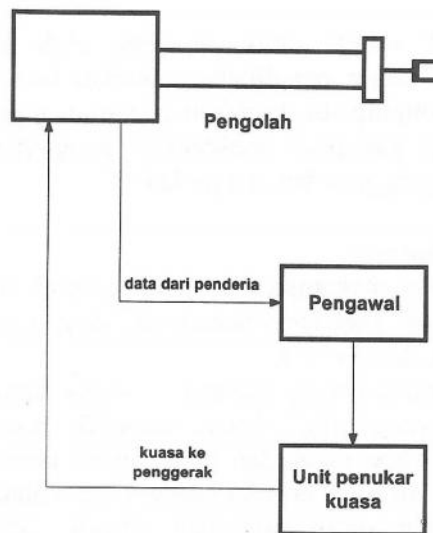 Pengolah
data dari penderia
Pengawal
kuasa ke
penggerak
Unit penukar
kuasa